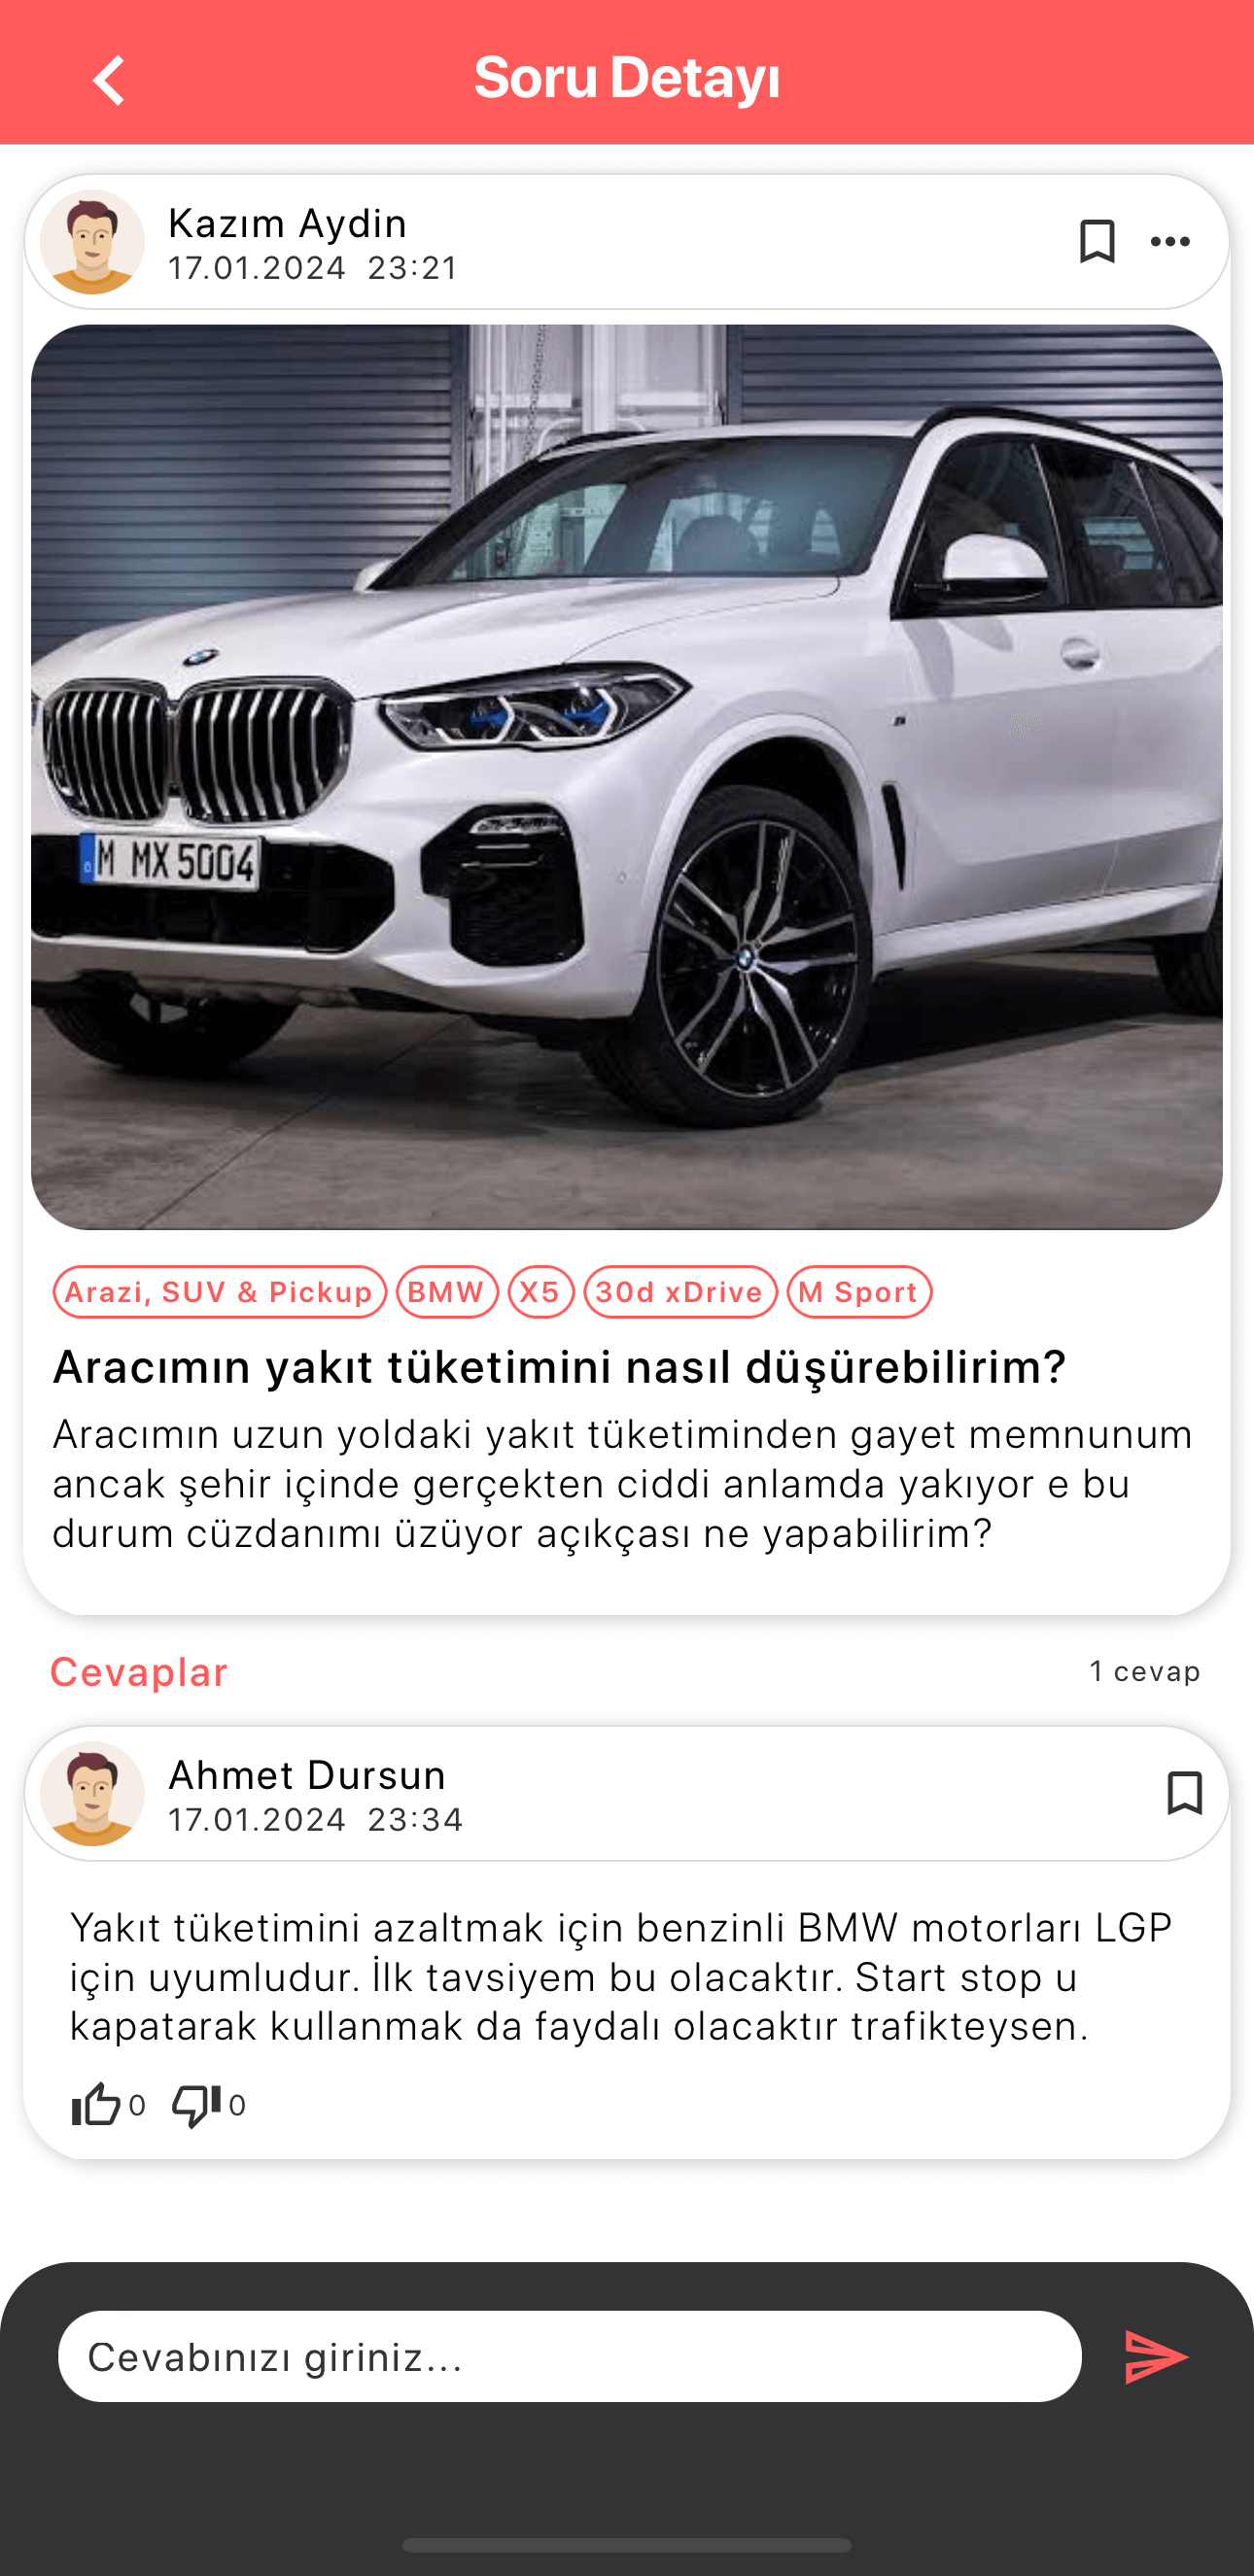 Soru Detayı
Kazım Aydin
17.01.2024 23:21
M MX 5004
Arazi, SUV & Pickup BMW X5 30d xDrive M Sport
Aracımın yakıt tüketimini nasıl düşürebilirim?
Aracımın uzun yoldaki yakıt tüketiminden gayet memnunum
ancak şehir içinde gerçekten ciddi anlamda yakıyor e bu
durum cüzdanımı üzüyor açıkçası ne yapabilirim?
Cevaplar 1 cevap
Ahmet Dursun
17.01.2024 23:34
Yakıt tüketimini azaltmak için benzinli BMW motorları LGP
için uyumludur. İlk tavsiyem bu olacaktır. Start stop u
kapatarak kullanmak da faydalı olacaktır trafikteysen.
0 0
Cevabınızı giriniz...